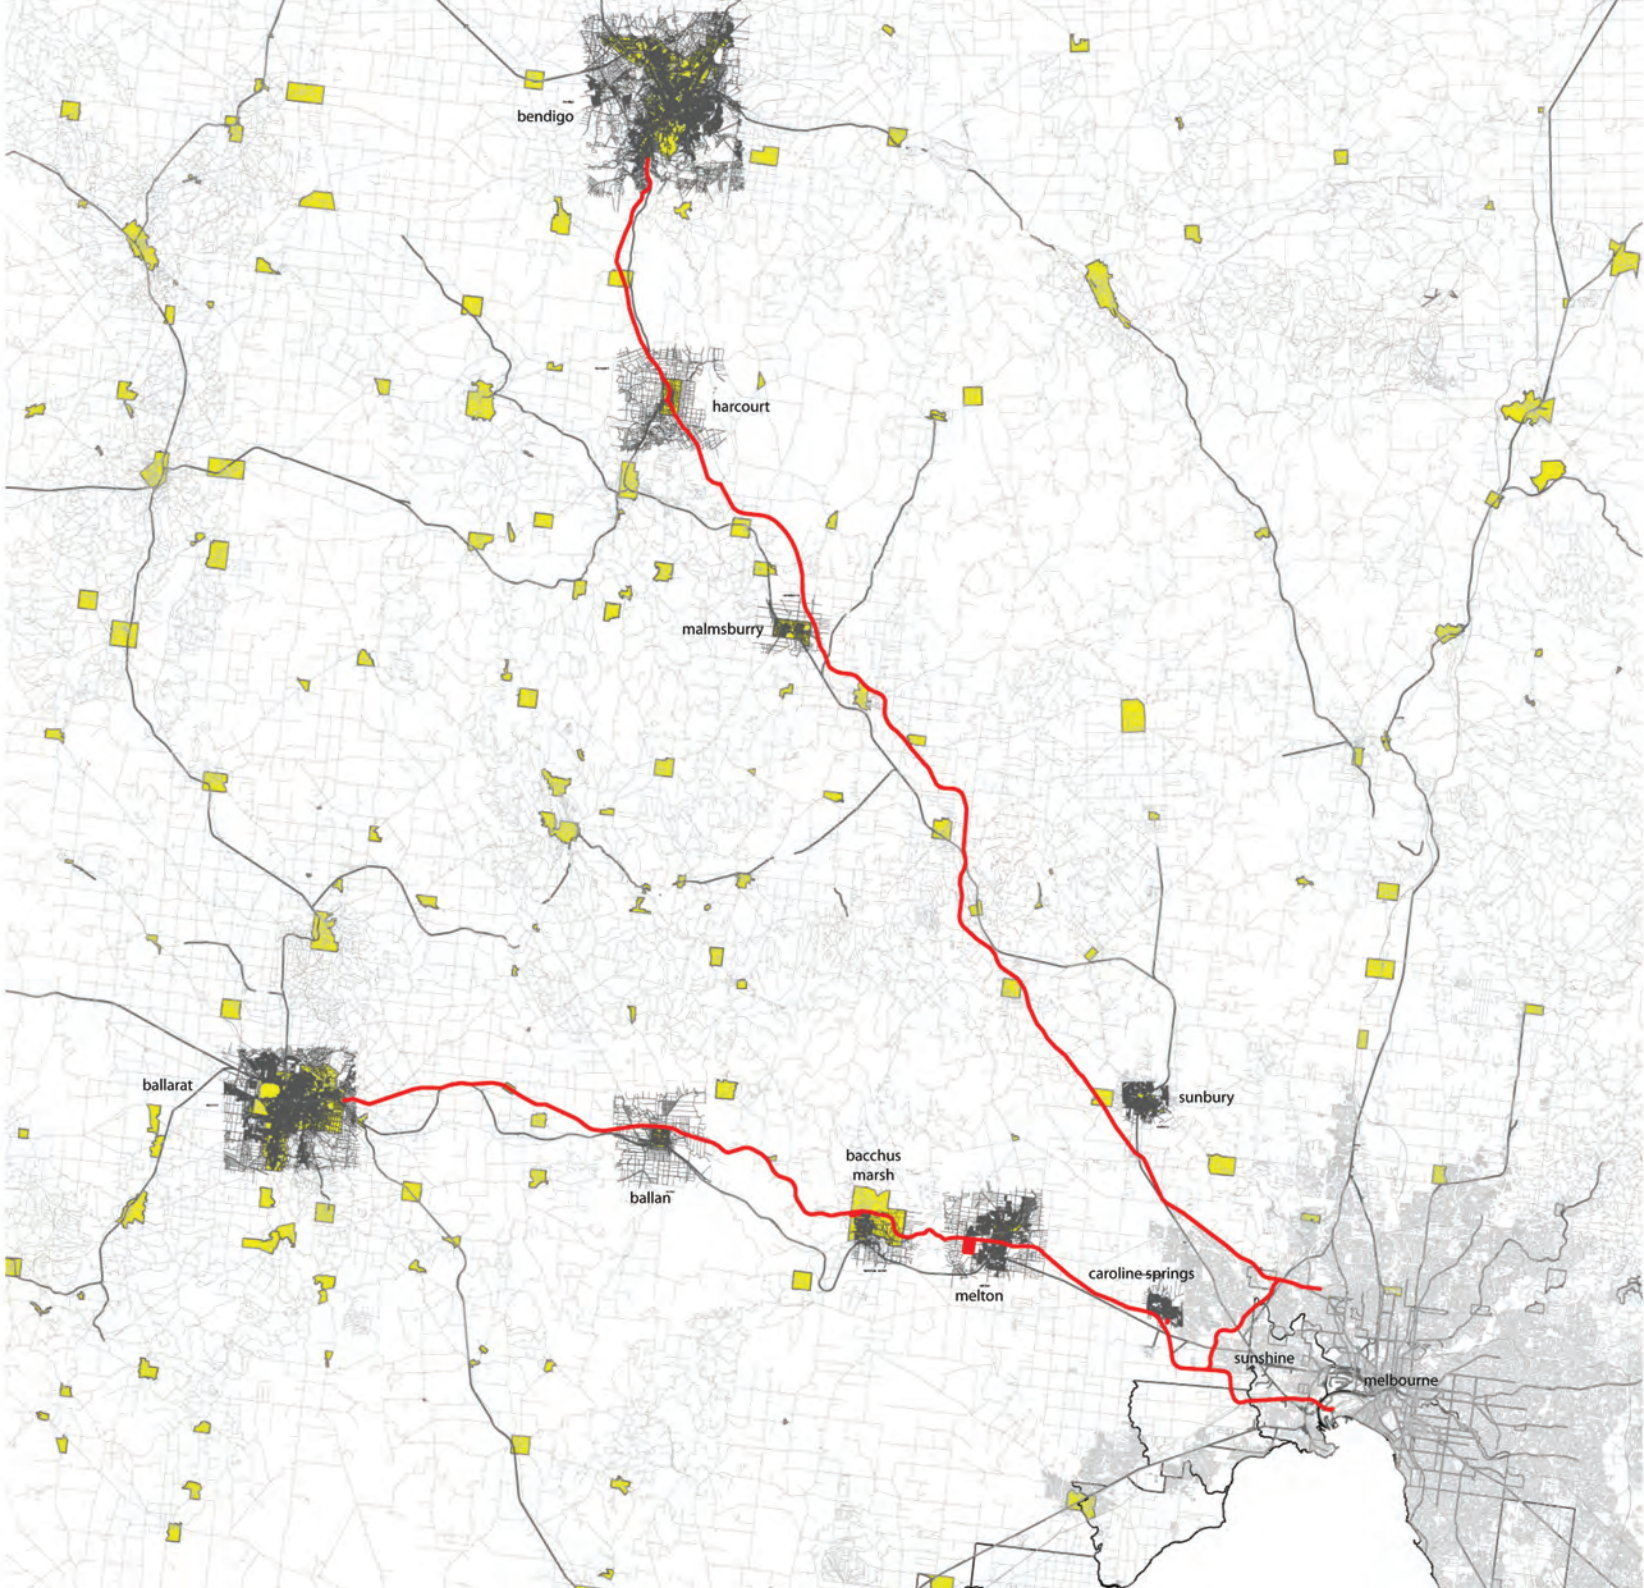 bendigo
harcourt
malmsburry
ballarat
sunbury
bacchus
marsh
ballan
caroline springs
melton
sunshine
melbourne